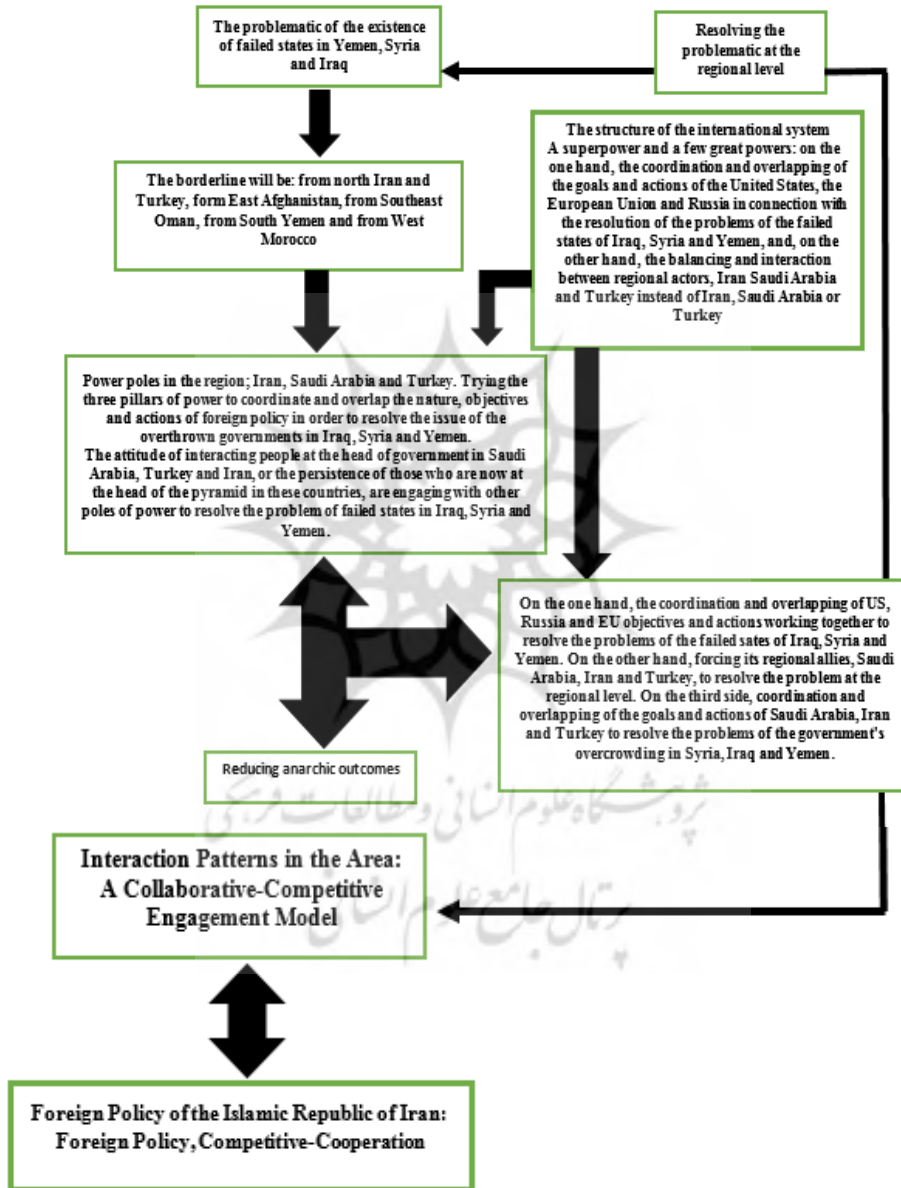 The problematic of the existence
of failed states in Yemen, Syria
and Iraq
Resolving the
problematic at the
regional level
The structure of the international system
A superpower and a few great powers: on the
one hand, the coordination and overlapping of
the goals and actions of the United States, the
European Union and Russia in connection with
the resolution of the problems of the failed
states of Iraq, Syria and Yemen, and, on the
other hand, the balancing and interaction
between regional actors, Iran Saudi Arabia
and Turkey instead of Iran, Saudi Arabia or
Turkey
The borderline will be: from north Iran and
Turkey, form East Afghanistan, from Southeast
Oman, from South Yemen and from West
Morocco
Power poles in the region; Iran, Saudi Arabia and Turkey. Trying the
three pillars of power to coordinate and overlap the nature, objectives
and actions of foreign policy in order to resolve the issue of the
overthrown governments in Iraq, Syria and Yemen.
The attitude of interacting people at the head of government in Saudi
Arabia, Turkey and Iran, or the persistence of those who are now at
the head of the pyramid in these countries, are engaging with other
poles of power to resolve the problem of failed states in Iraq, Syria and
Yemen.
On the one hand, the coordination and overlapping of US,
Russia and EU objectives and actions working together to
resolve the problems of the failed sates of Iraq, Syria and
Yemen. On the other hand, forcing its regional allies, Saudi
Arabia, Iran and Turkey, to resolve the problem at the
regional level. On the third side, coordination and
overlapping of the goals and actions of Saudi Arabia, Iran
and Turkey to resolve the problems of the government's
overcrowding in Syria, Iraq and Yemen.
Reducing anarchic outcomes
پژوهشگاه علوم انسانی و مطالعات فرهنگی
Interaction Patterns in the Area:
A Collaborative-Competitive
Engagement Model
پرتال جامع علوم انسانی
Foreign Policy of the Islamic Republic of Iran:
Foreign Policy, Competitive-Cooperation